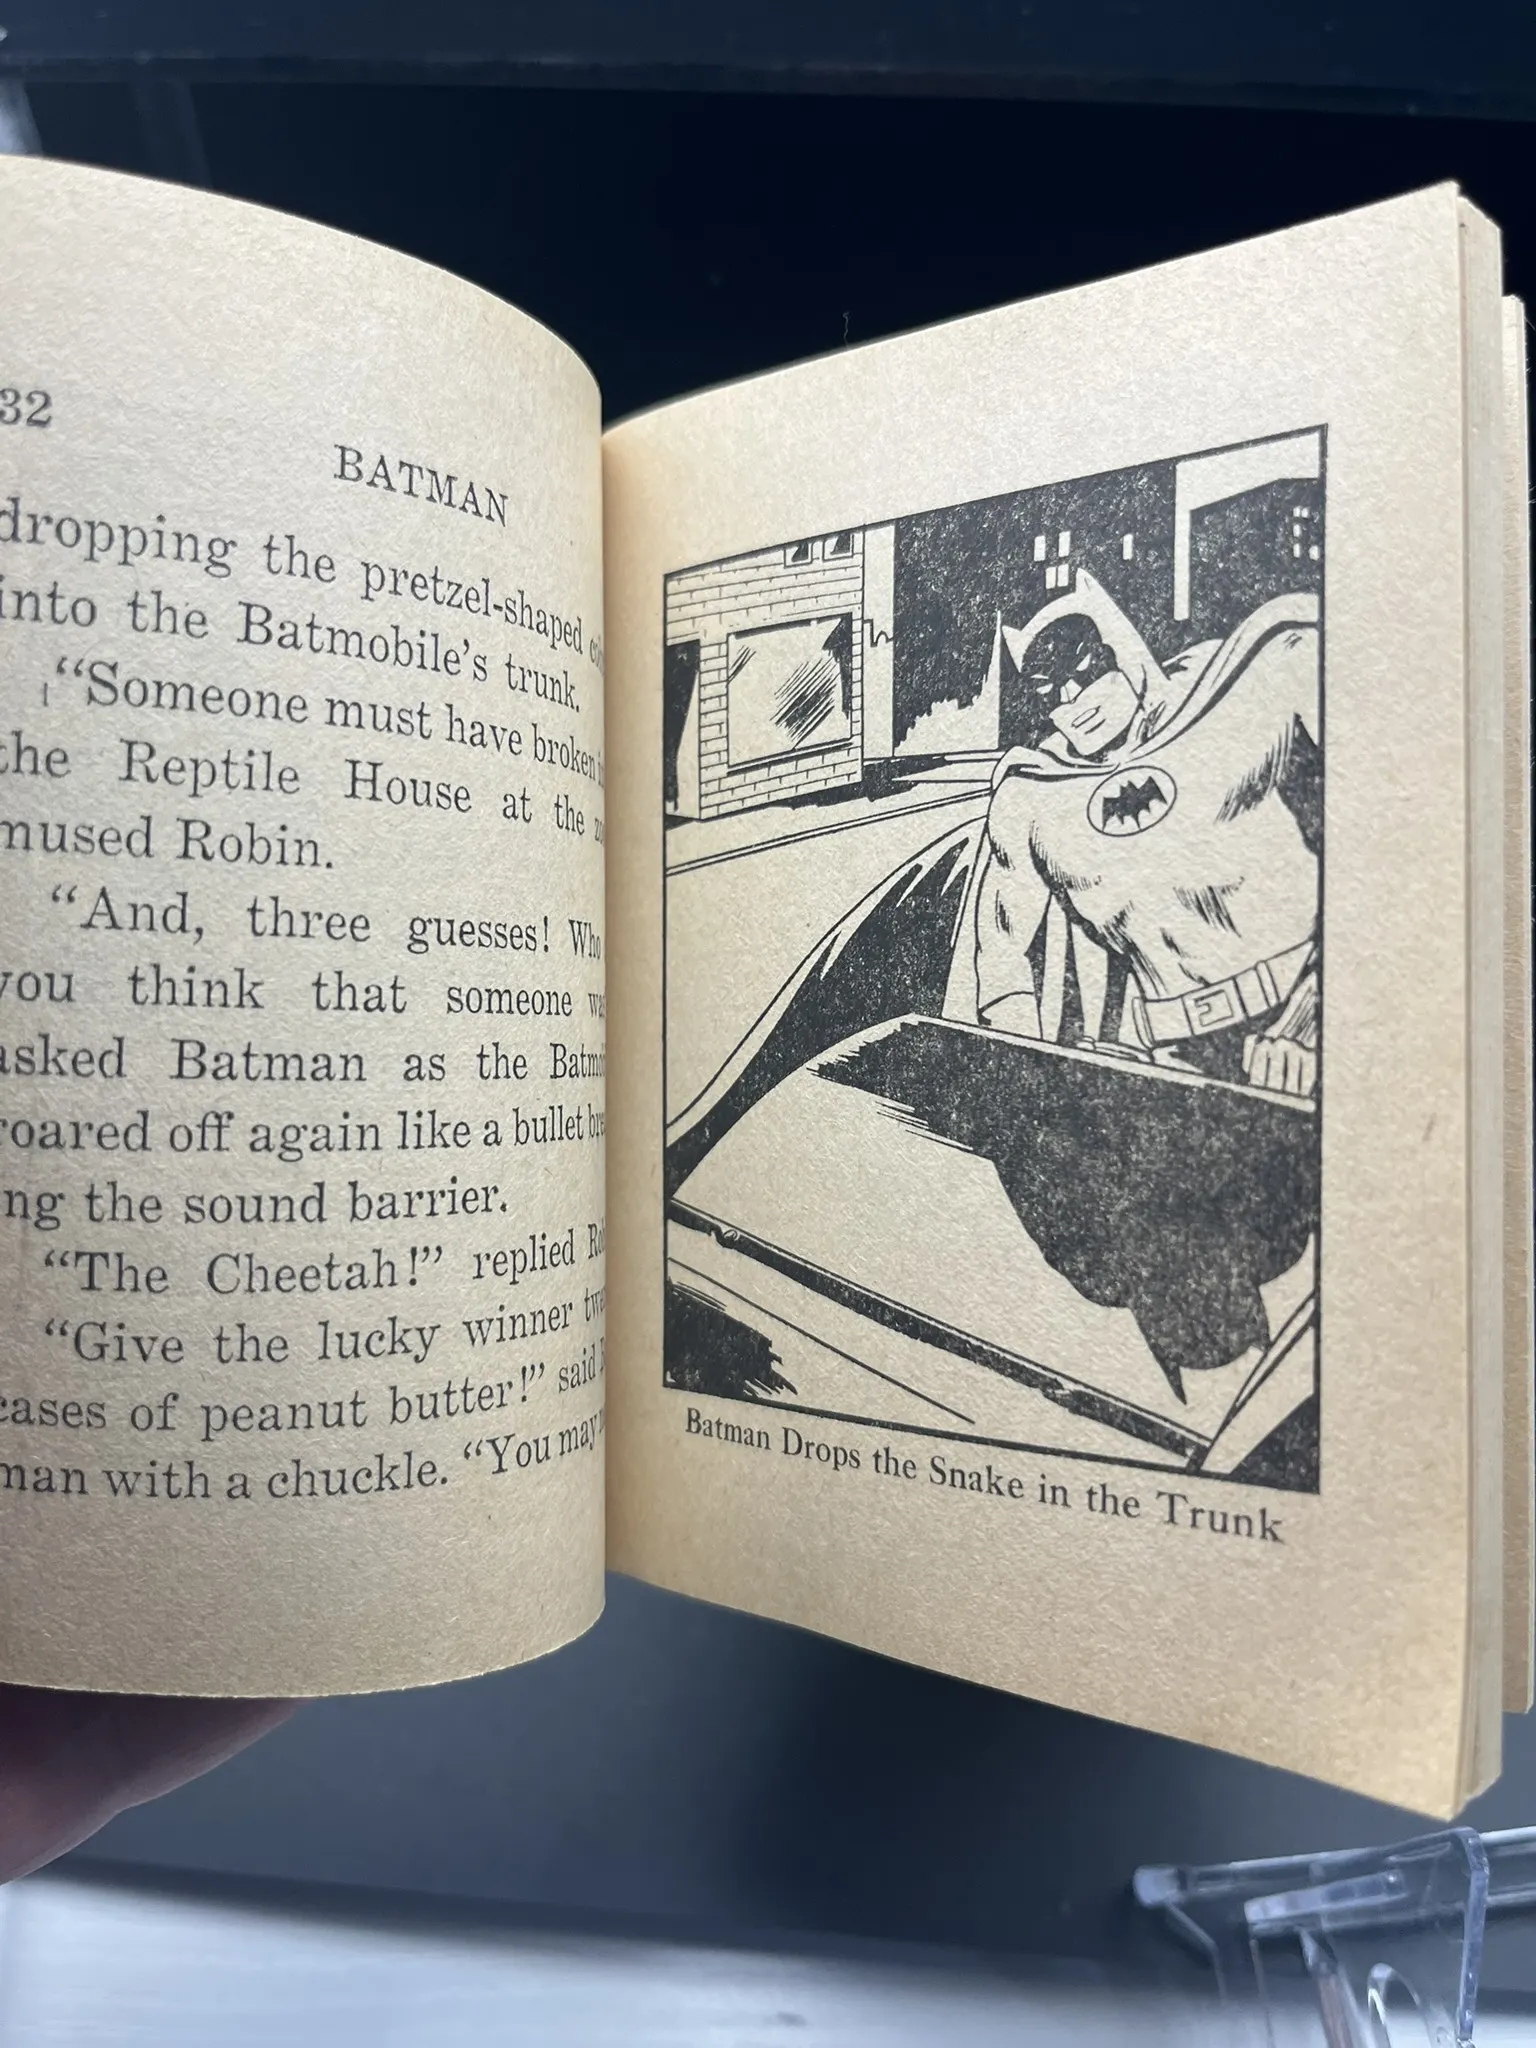 32
BATMAN
dropping the pretzel-shaped
into the Batmobile's trunk.
"Someone must have broken
the Reptile House at the
mused Robin.
"And, three guesses! Who
you think that someone
asked Batman as the
roared off again like a bullet
ing the sound barrier.
"The Cheetah!" replied
"Give the lucky winner
cases of peanut butter!" said
man with a chuckle. "You may
Batman Drops the Snake in the Trunk